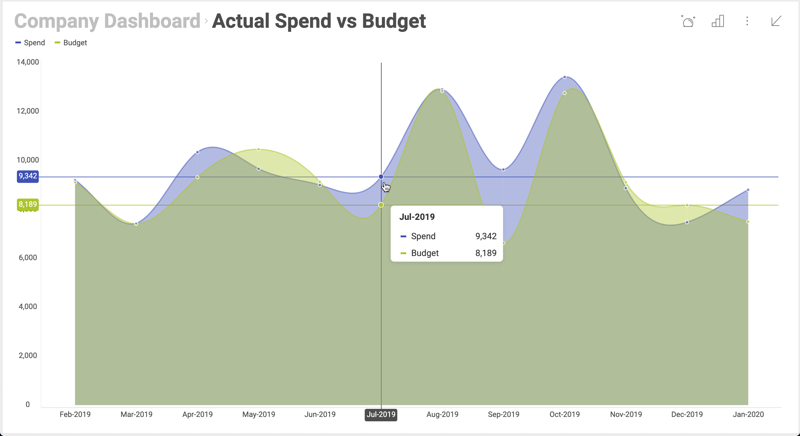 Company Dashboard › Actual Spend vs Budget
Spend Budget
14,000
12,000
10,000
9,342
8,189
6,000
4,000
2,000
0
Jul-2019
Spend 9,342
Budget 8,189
Feb-2019 Mar-2019 Apr-2019 May-2019 Jun-2019 Jul-2019 Aug-2019 Sep-2019 Oct-2019 Nov-2019 Dec-2019 Jan-2020